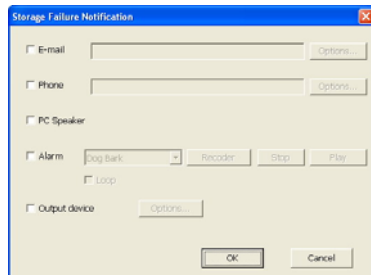 Storage Failure Notification
E-mail Options...
Phone Options...
PC Speaker
Alarm Dog Bark Recoder Stop Play
Loop
Output device Options...
OK Cancel